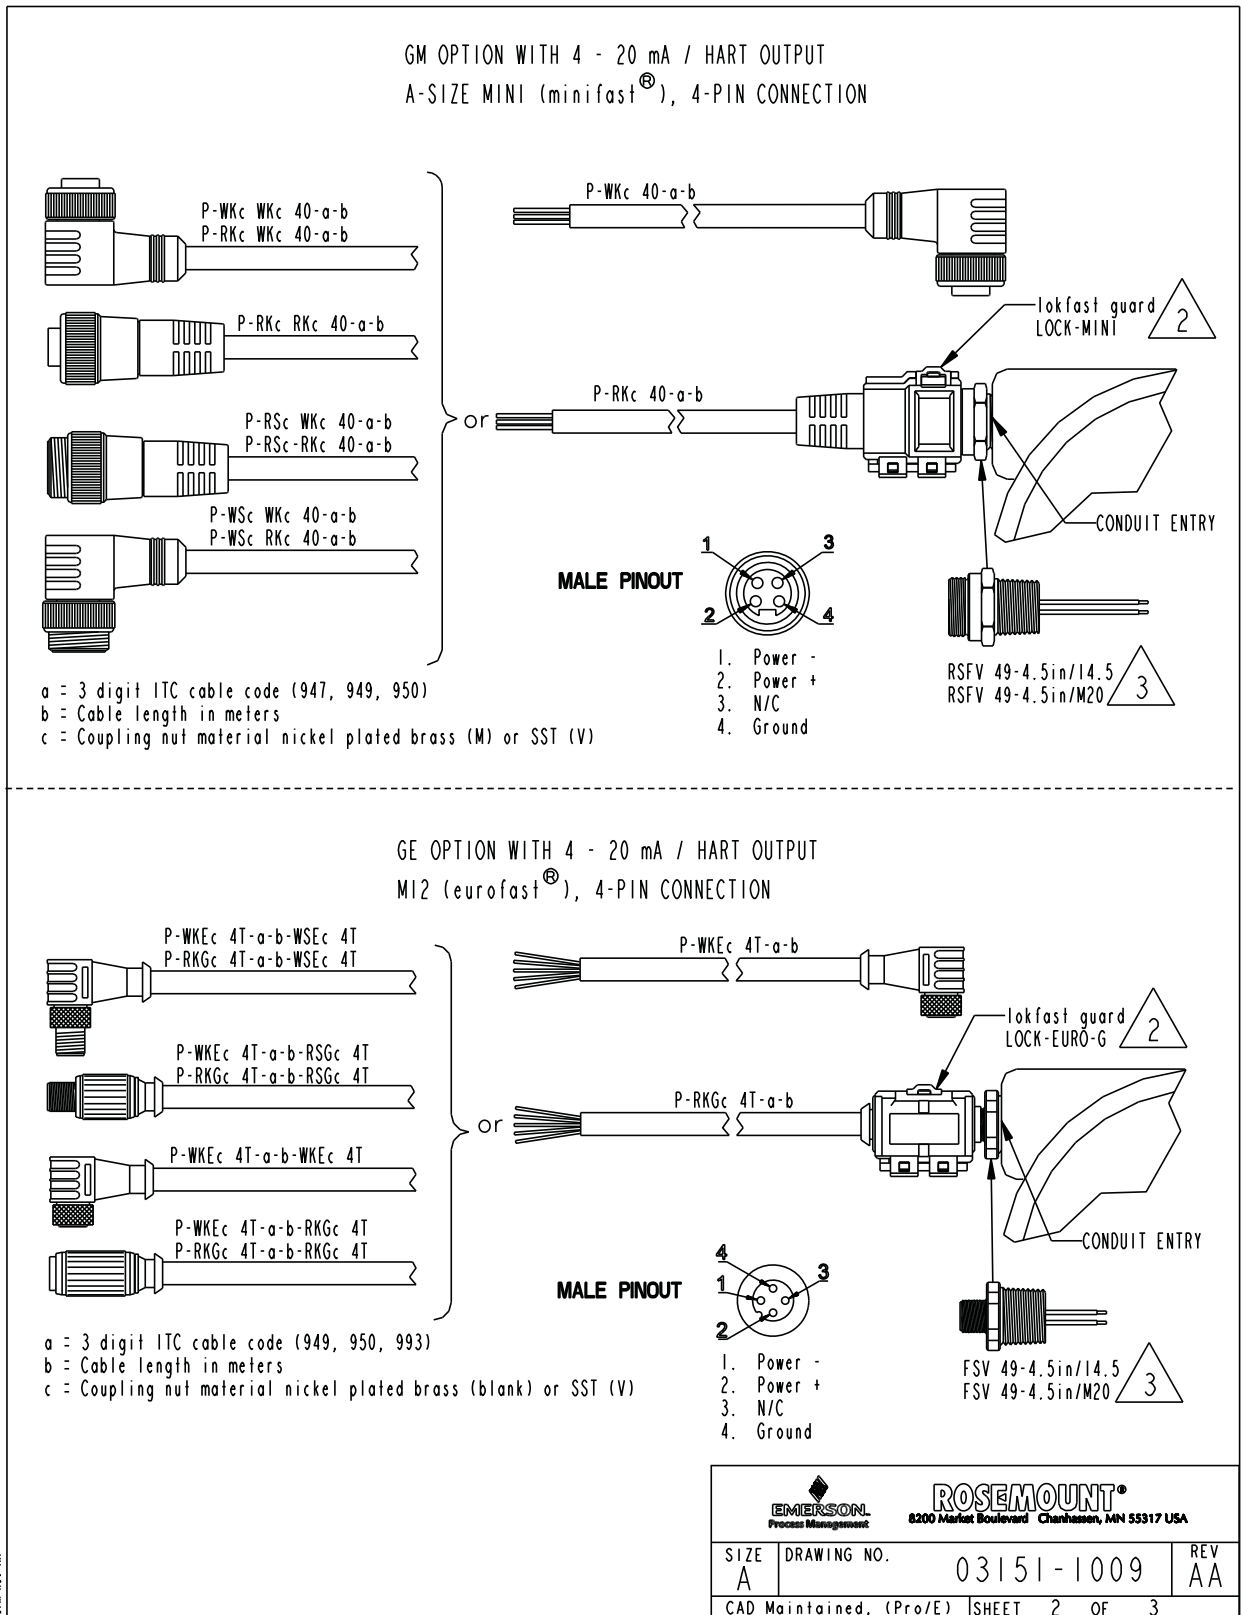 GM OPTION WITH 4 - 20 mA / HART OUTPUT
A-SIZE MINI (minifast®), 4-PIN CONNECTION
P-WKc WKc 40-a-b
P-RKc WKc 40-a-b
P-RKc RKc 40-a-b
P-RSc WKc 40-a-b
P-RSc-RKc 40-a-b
P-WSc WKc 40-a-b
P-WSc RKc 40-a-b
or
P-WKc 40-a-b
lokfast guard
LOCK-MINI
2
P-RKc 40-a-b
CONDUIT ENTRY
MALE PINOUT
1
3
2
4
1. Power -
2. Power +
3. N/C
4. Ground
RSFV 49-4.5in/14.5
RSFV 49-4.5in/M20
3
a = 3 digit ITC cable code (947, 949, 950)
b = Cable length in meters
c = Coupling nut material nickel plated brass (M) or SST (V)
GE OPTION WITH 4 - 20 mA / HART OUTPUT
M12 (eurofast®), 4-PIN CONNECTION
P-WKEc 4T-a-b-WSEc 4T
P-RKGc 4T-a-b-WSEc 4T
P-WKEc 4T-a-b-RSGc 4T
P-RKGc 4T-a-b-RSGc 4T
P-WKEc 4T-a-b-WKEc 4T
P-WKEc 4T-a-b-RKGc 4T
P-RKGc 4T-a-b-RKGc 4T
or
P-WKEc 4T-a-b
lokfast guard
LOCK-EURO-G
2
P-RKGc 4T-a-b
CONDUIT ENTRY
MALE PINOUT
4
1
3
2
1. Power -
2. Power +
3. N/C
4. Ground
FSV 49-4.5in/14.5
FSV 49-4.5in/M20
3
a = 3 digit ITC cable code (949, 950, 993)
b = Cable length in meters
c = Coupling nut material nickel plated brass (blank) or SST (V)
EMERSON
Process Management
ROSEMOUNT®
8200 Market Boulevard Chanhassen, MN 55317 USA
SIZE
A
DRAWING NO.
03151-1009
REV
AA
CAD Maintained, (Pro/E)
SHEET 2 OF 3